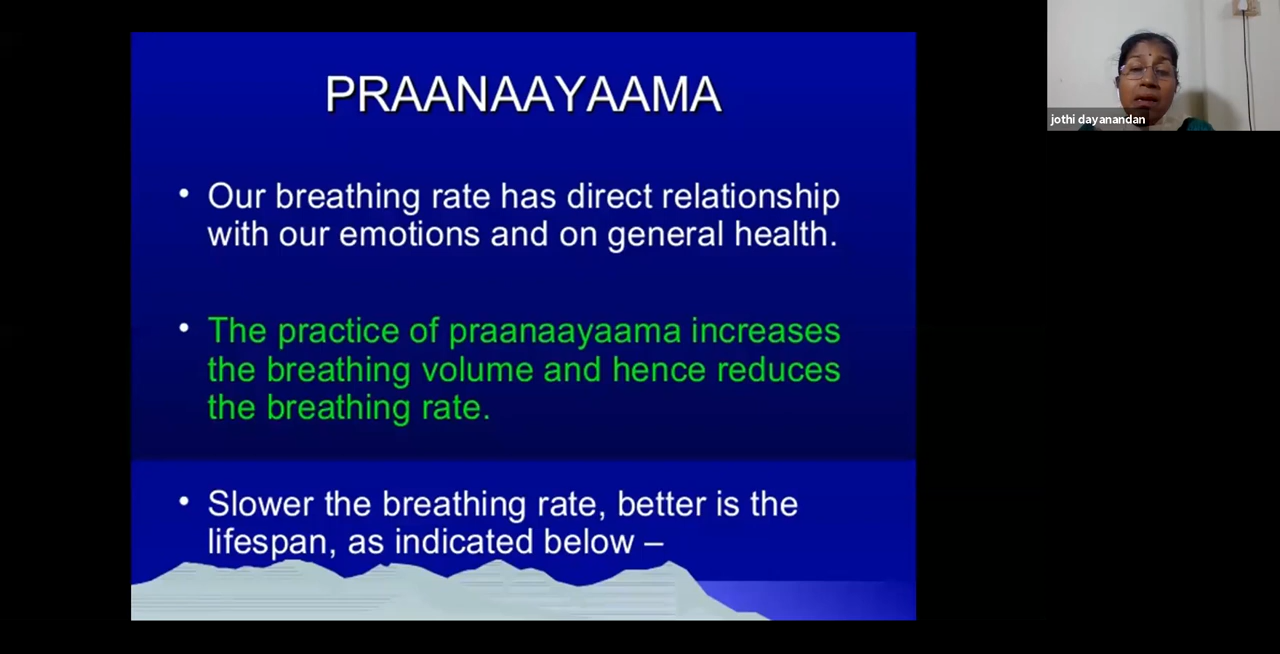 PRAANAAYAAMA
• Our breathing rate has direct relationship
with our emotions and on general health.
• The practice of praanaayaama increases
the breathing volume and hence reduces
the breathing rate.
• Slower the breathing rate, better is the
lifespan, as indicated below –
jothi dayanandan